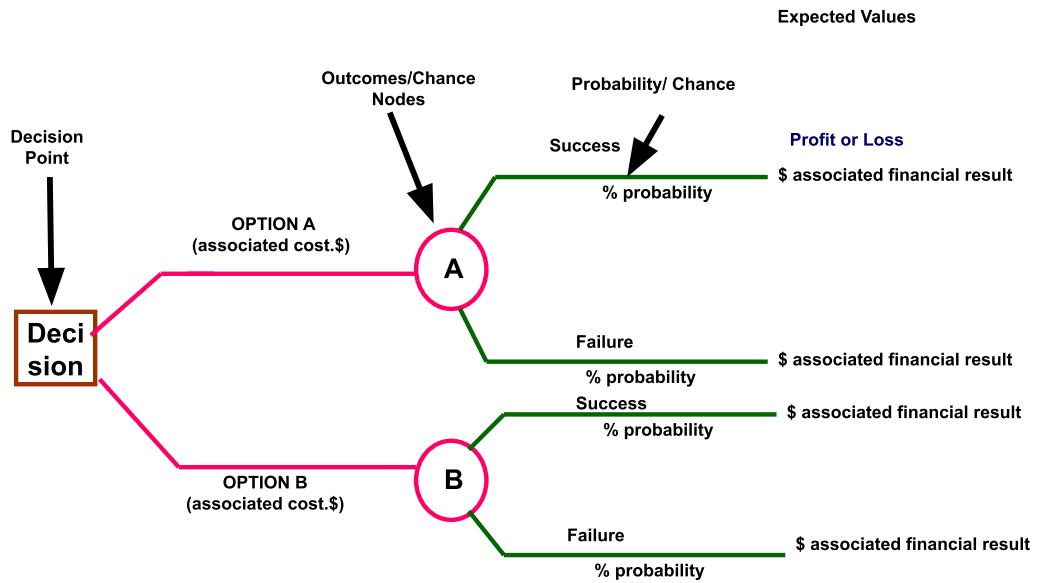 Expected Values
Outcomes/Chance
Nodes
Probability/ Chance
Decision
Point
Success
Profit or Loss
% probability
$ associated financial result
OPTION A
(associated cost.$)
A
Deci
sion
Failure
% probability
$ associated financial result
Success
% probability
$ associated financial result
OPTION B
(associated cost.$)
B
Failure
% probability
$ associated financial result